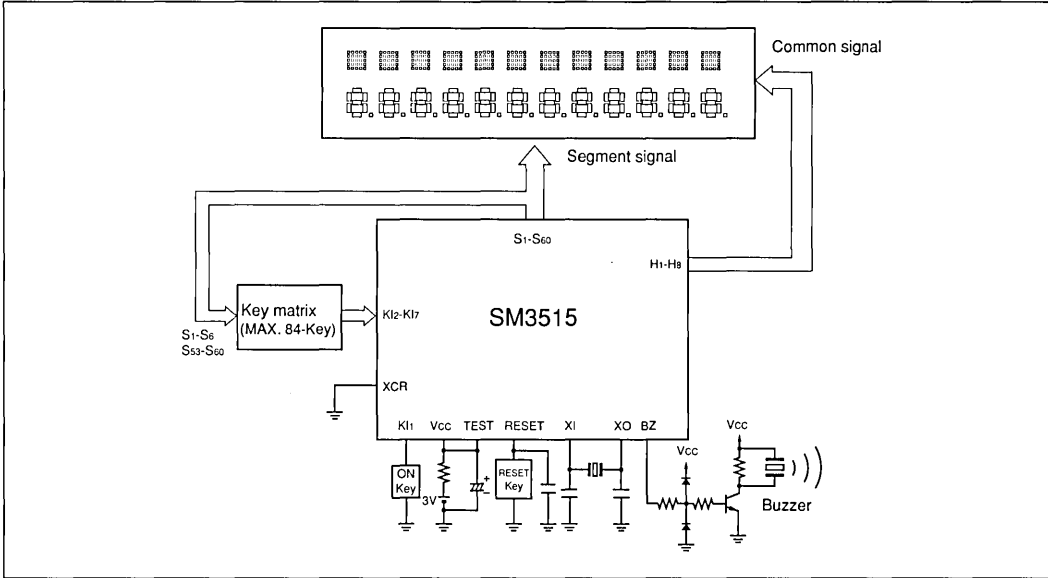 Common signal
Segment signal
S1-S60
H1-H8
Key matrix
(MAX. 84-Key)
KI2-KI7
SM3515
S1-S6
S53-S60
XCR
KI1 Vcc TEST RESET XI XO BZ
Vcc
Vcc
ON
Key
3V
+
−
RESET
Key
Buzzer